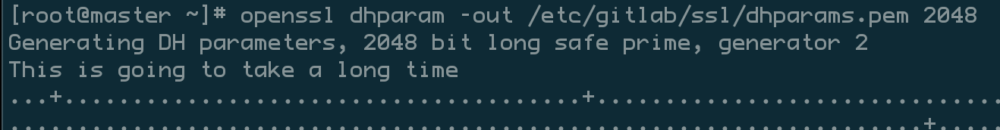 [root@master ~]# openssl dhparam -out /etc/gitlab/ssl/dhparams.pem 2048
Generating DH parameters, 2048 bit long safe prime, generator 2
This is going to take a long time
...+......................................+..............................
...................................................................+.....